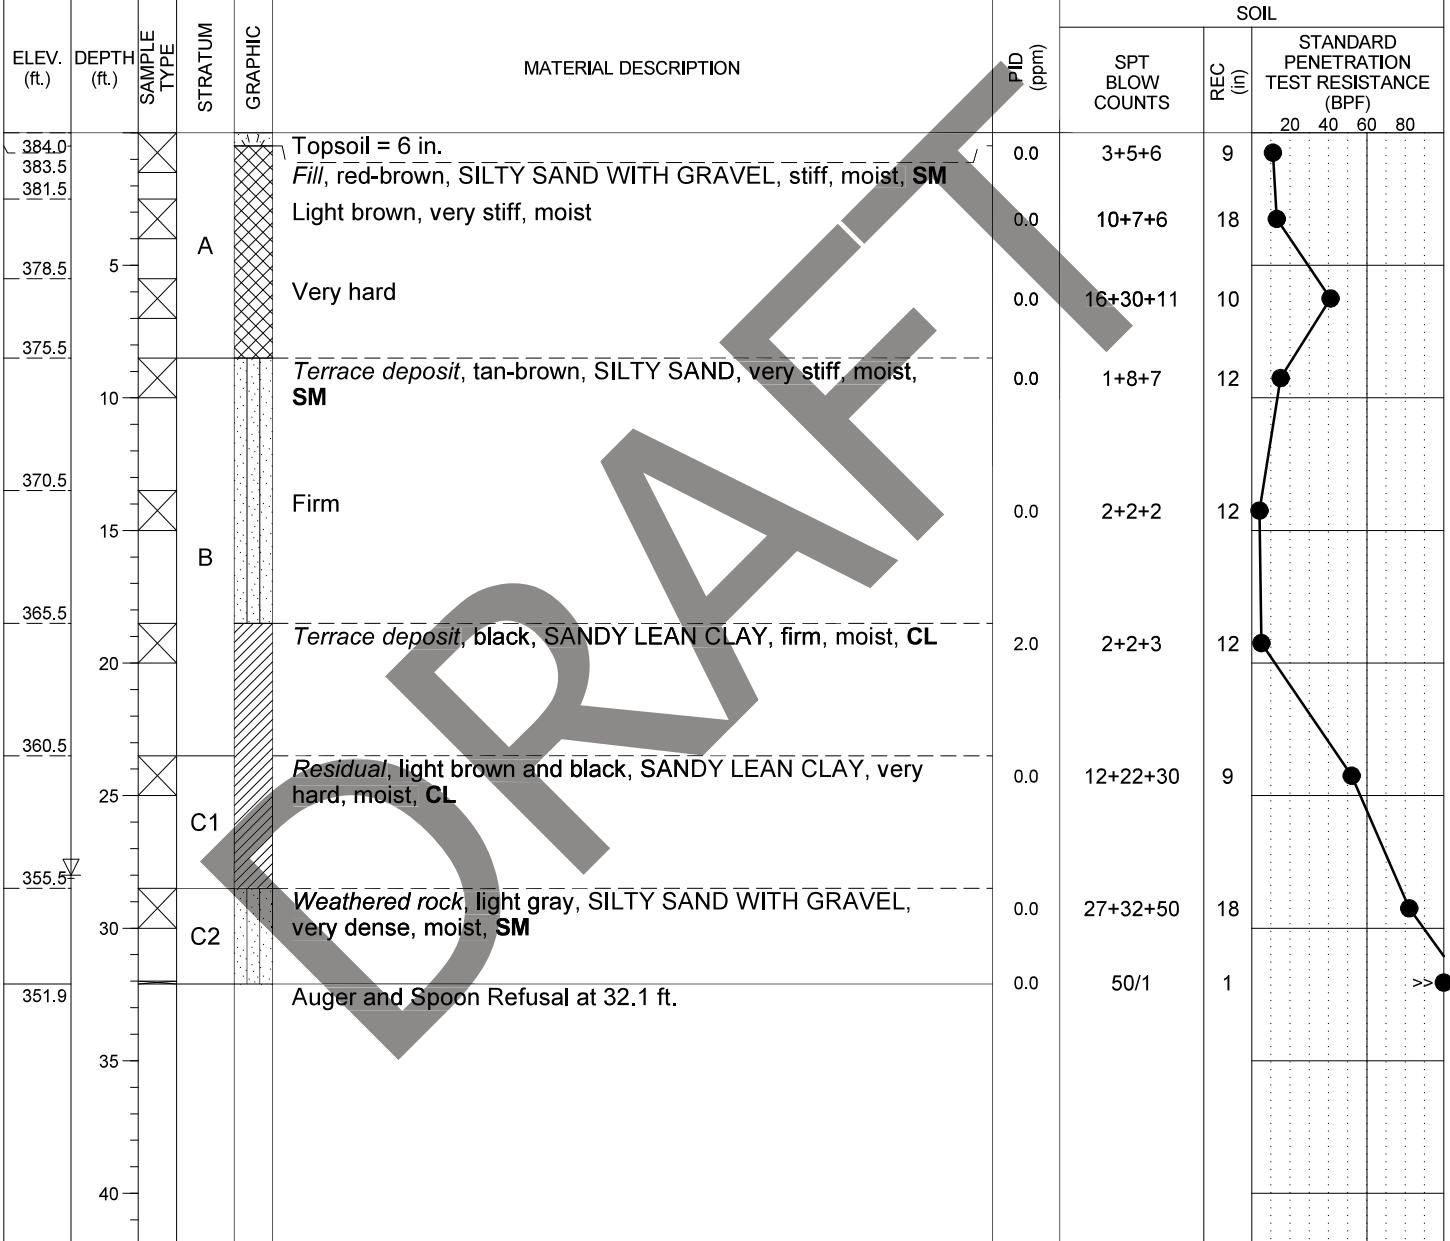 SOIL
ELEV. (ft.) DEPTH (ft.) SAMPLE TYPE STRATUM GRAPHIC MATERIAL DESCRIPTION PID (ppm) SPT BLOW COUNTS REC (in) STANDARD PENETRATION TEST RESISTANCE (BPF)
20 40 60 80
384.0 Topsoil = 6 in. 0.0 3+5+6 9
383.5 Fill, red-brown, SILTY SAND WITH GRAVEL, stiff, moist, SM
381.5 Light brown, very stiff, moist 0.0 10+7+6 18
A
5
378.5 Very hard 0.0 16+30+11 10
375.5 Terrace deposit, tan-brown, SILTY SAND, very stiff, moist, 0.0 1+8+7 12
10 SM
370.5 Firm 0.0 2+2+2 12
15
B
365.5 Terrace deposit, black, SANDY LEAN CLAY, firm, moist, CL 2.0 2+2+3 12
20
360.5 Residual, light brown and black, SANDY LEAN CLAY, very 0.0 12+22+30 9
25 hard, moist, CL
C1
355.5 Weathered rock, light gray, SILTY SAND WITH GRAVEL, 0.0 27+32+50 18
30 very dense, moist, SM
C2
351.9 Auger and Spoon Refusal at 32.1 ft. 0.0 50/1 1 >>
35
40
DRAFT